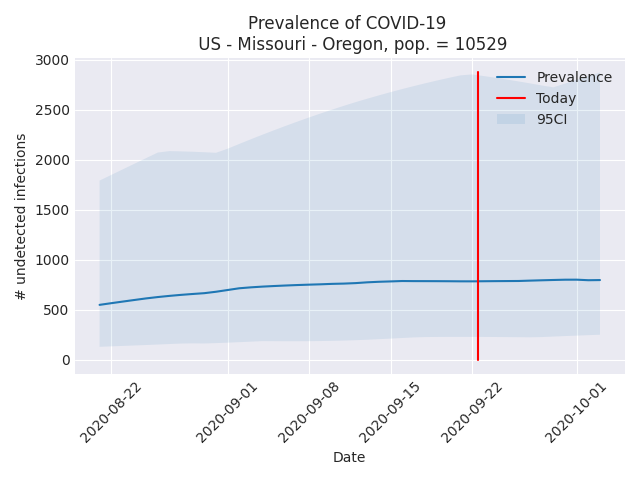 Prevalence of COVID-19
US - Missouri - Oregon, pop. = 10529
# undetected infections
3000
2500
2000
1500
1000
500
0
Prevalence
Today
95CI
2020-08-22
2020-09-01
2020-09-08
2020-09-15
2020-09-22
2020-10-01
Date